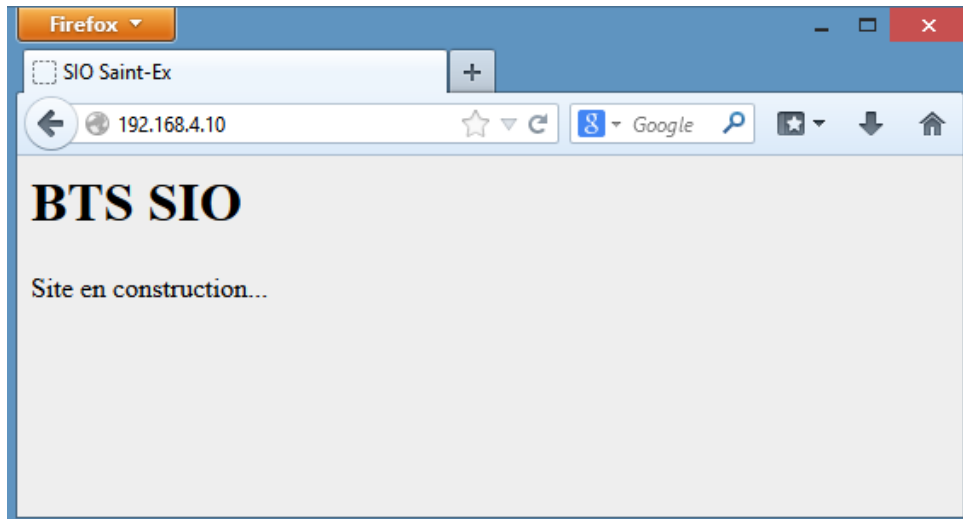 Firefox
SIO Saint-Ex
192.168.4.10
Google
BTS SIO
Site en construction...